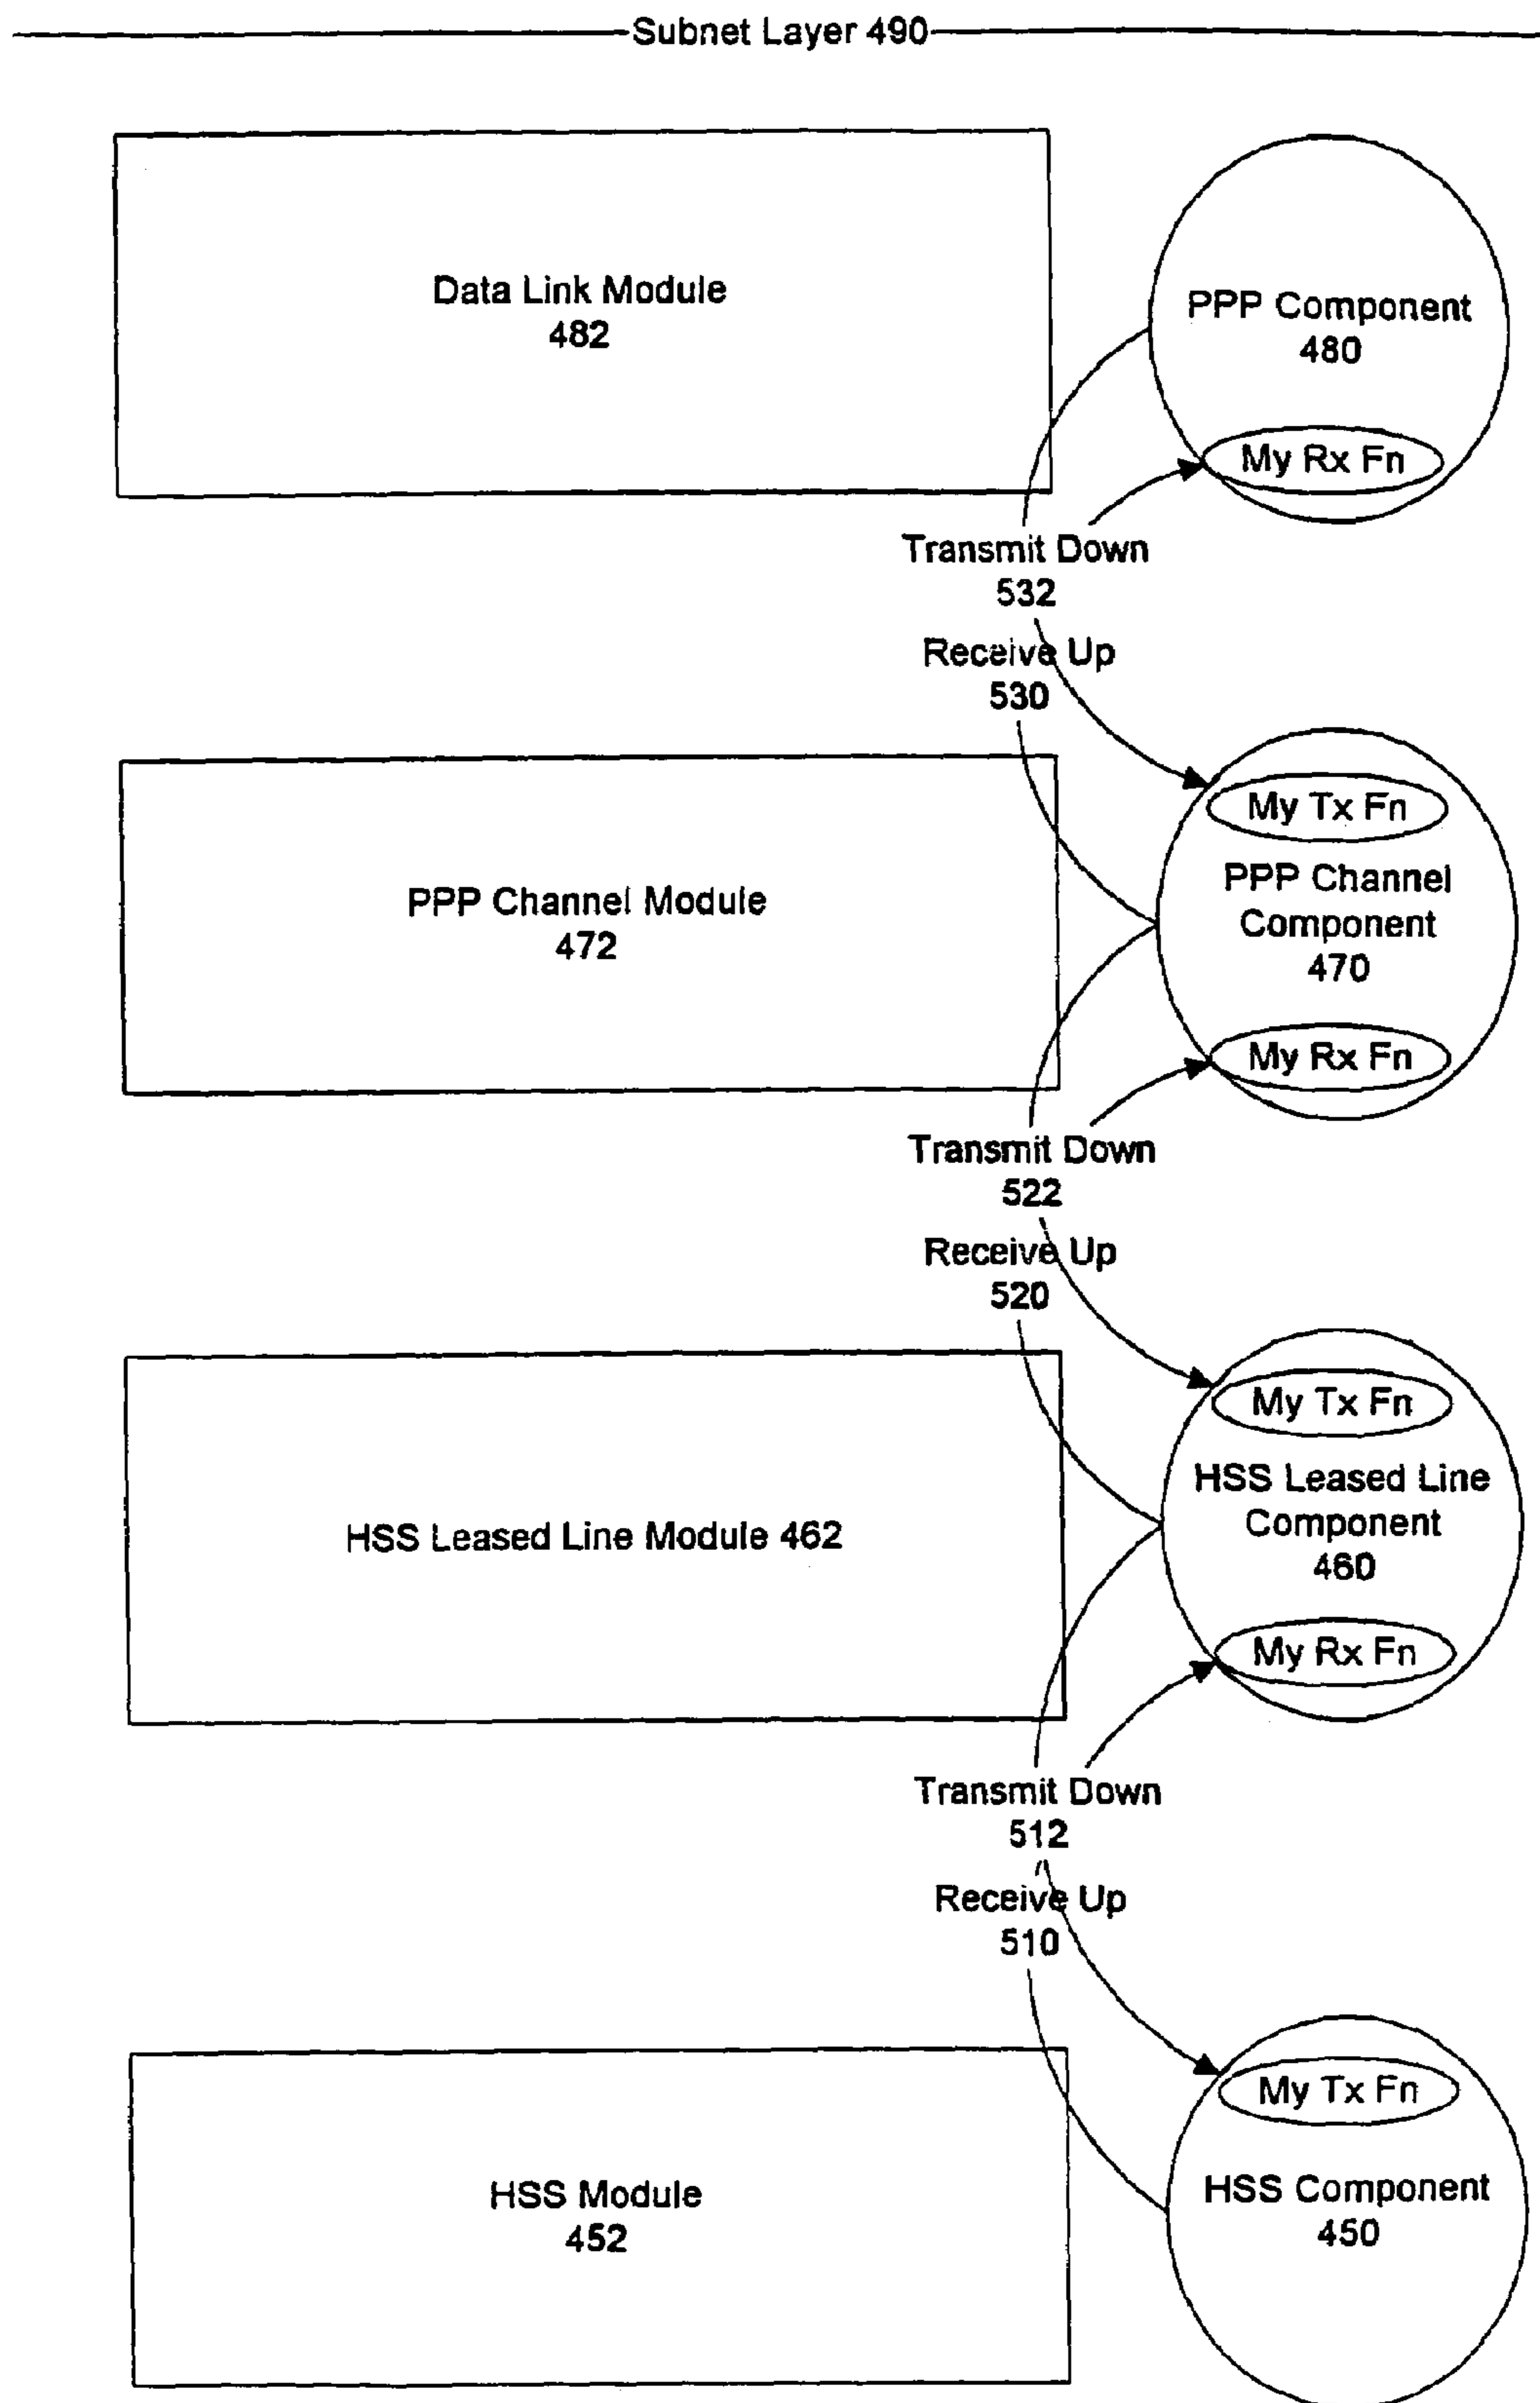 Subnet Layer 490
Data Link Module
482
PPP Component
480
My Rx Fn
Transmit Down
532
Receive Up
530
My Tx Fn
PPP Channel
Component
470
PPP Channel Module
472
My Rx Fn
Transmit Down
522
Receive Up
520
My Tx Fn
HSS Leased Line
Component
460
HSS Leased Line Module 462
My Rx Fn
Transmit Down
512
Receive Up
510
My Tx Fn
HSS Module
452
HSS Component
450